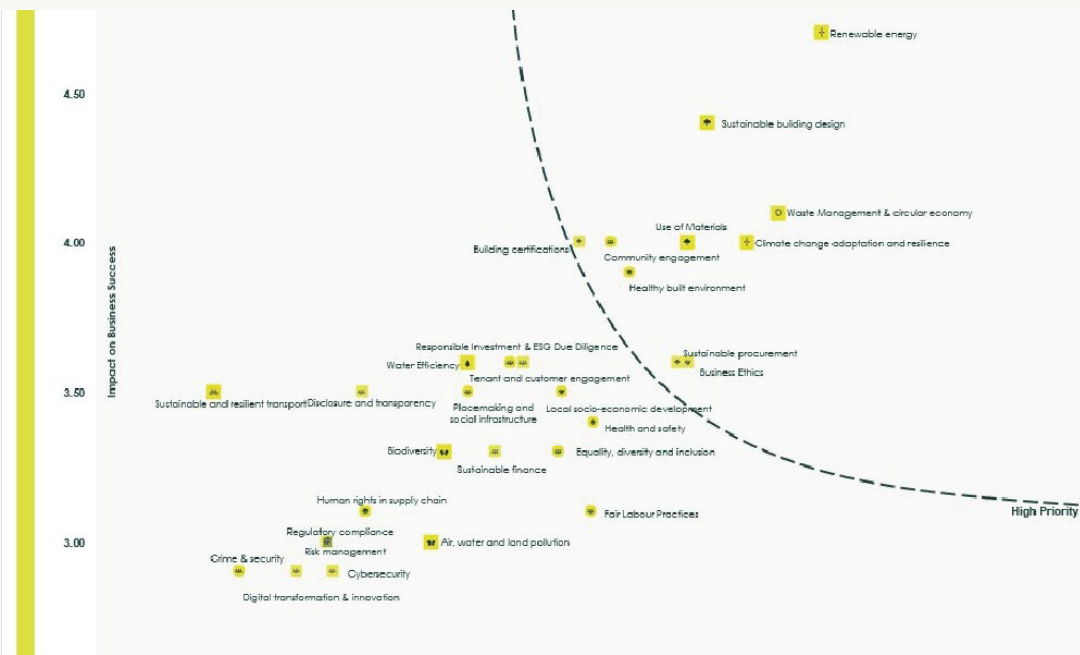 Renewable energy
4.50
Sustainable building design
Waste Management & circular economy
Use of Materials
4.00
Building certifications
Climate change adaptation and resilience
Community engagement
Healthy built environment
Impact on Business Success
Responsible Investment & ESG Due Diligence
Sustainable procurement
Water Efficiency
Business Ethics
Tenant and customer engagement
3.50
Sustainable and resilient transport
Disclosure and transparency
Placemaking and
social infrastructure
Local socio-economic development
Health and safety
Biodiversity
Equality, diversity and inclusion
Sustainable finance
Human rights in supply chain
High Priority
Fair Labour Practices
Regulatory compliance
3.00
Air, water and land pollution
Risk management
Crime & security
Cybersecurity
Digital transformation & innovation